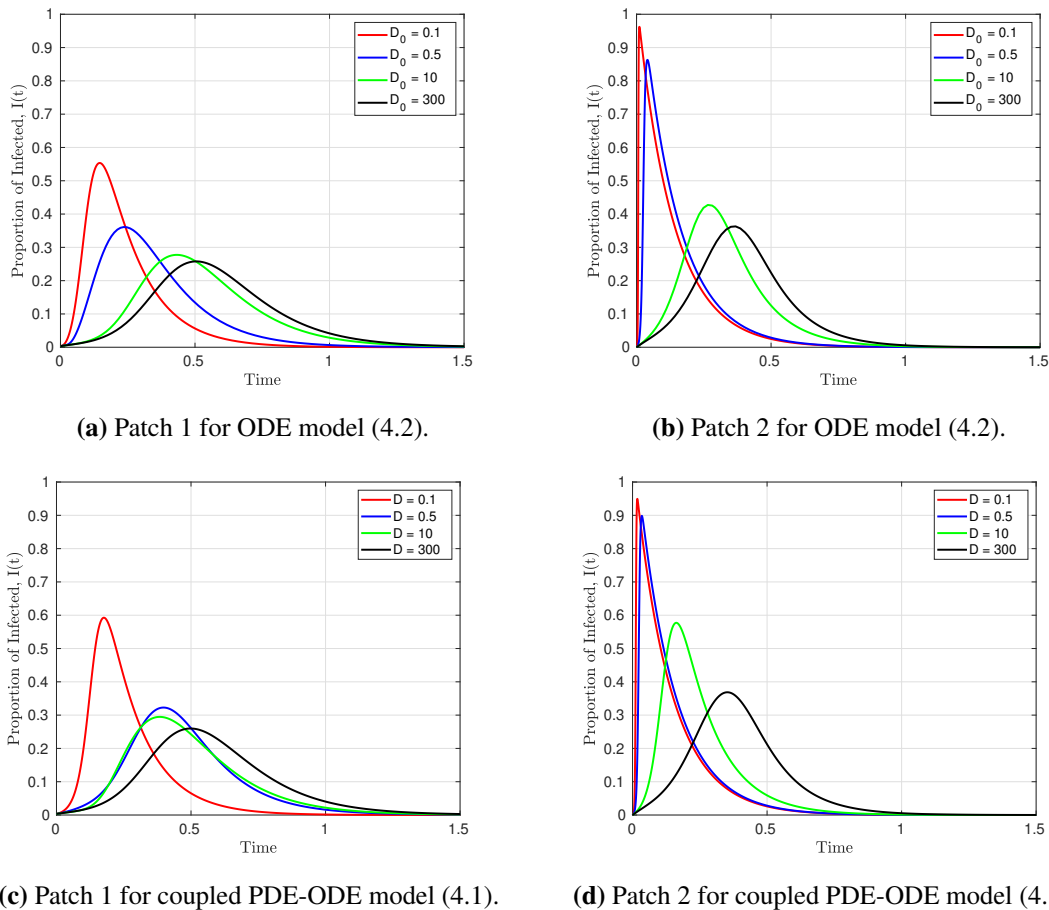 1
0.9
0.8
0.7
0.6
0.5
0.4
0.3
0.2
0.1
0
Proportion of Infected, I(t)
0
0.5
1
1.5
Time
D0 = 0.1
D0 = 0.5
D0 = 10
D0 = 300
(a) Patch 1 for ODE model (4.2).
1
0.9
0.8
0.7
0.6
0.5
0.4
0.3
0.2
0.1
0
Proportion of Infected, I(t)
0
0.5
1
1.5
Time
D0 = 0.1
D0 = 0.5
D0 = 10
D0 = 300
(b) Patch 2 for ODE model (4.2).
1
0.9
0.8
0.7
0.6
0.5
0.4
0.3
0.2
0.1
0
Proportion of Infected, I(t)
0
0.5
1
1.5
Time
D = 0.1
D = 0.5
D = 10
D = 300
(c) Patch 1 for coupled PDE-ODE model (4.1).
1
0.9
0.8
0.7
0.6
0.5
0.4
0.3
0.2
0.1
0
Proportion of Infected, I(t)
0
0.5
1
1.5
Time
D = 0.1
D = 0.5
D = 10
D = 300
(d) Patch 2 for coupled PDE-ODE model (4.